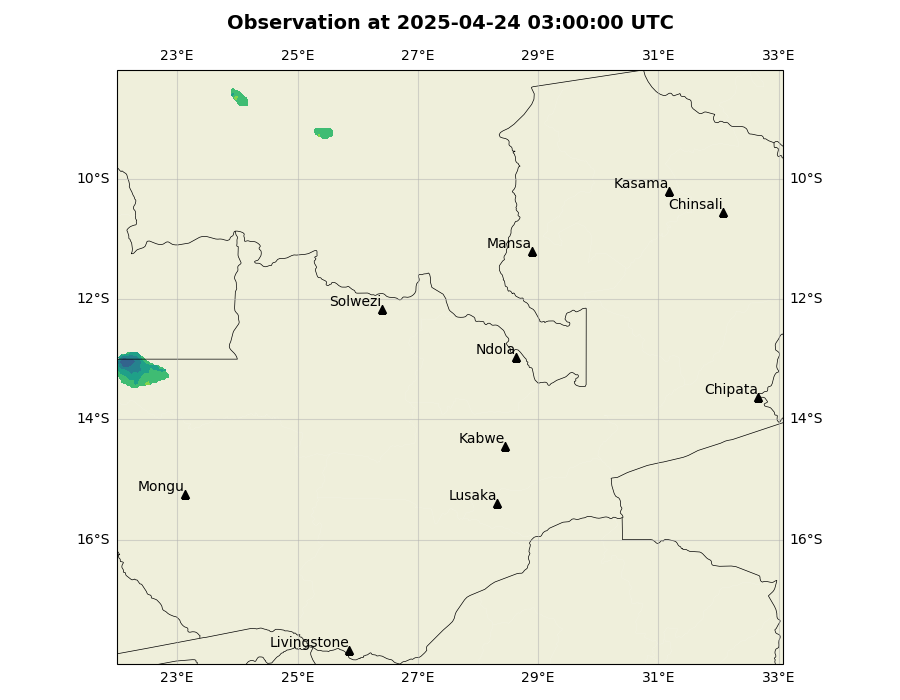 Observation at 2025-04-24 03:00:00 UTC
23°E 25°E 27°E 29°E 31°E 33°E
10°S 10°S
Kasama
Chinsali
Mansa
12°S 12°S
Solwezi
Ndola
Chipata
14°S 14°S
Kabwe
Mongu
Lusaka
16°S 16°S
Livingstone
23°E 25°E 27°E 29°E 31°E 33°E